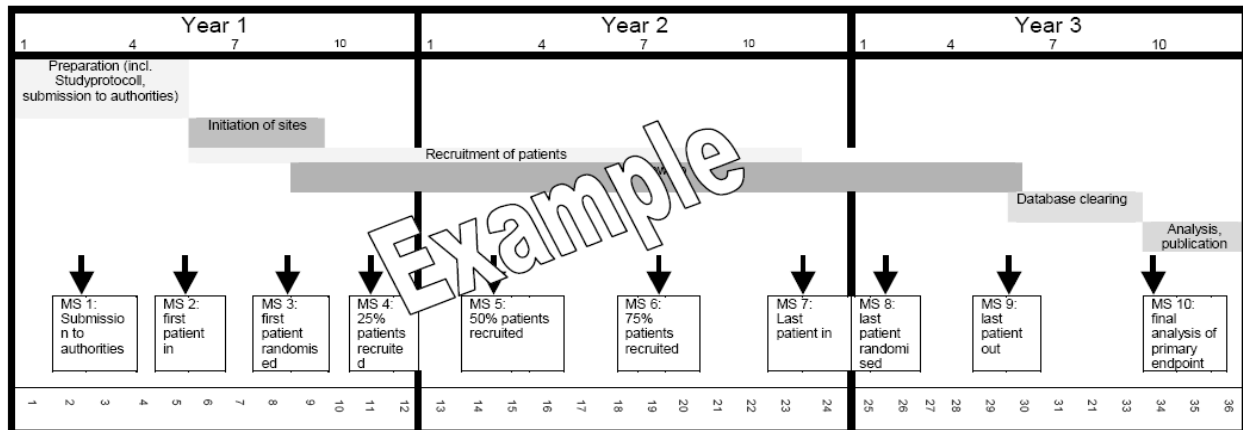 Year 1 Year 2 Year 3
1 4 7 10 1 4 7 10 1 4 7 10
Preparation (incl.
Studyprotocoll,
submission to authorities)
Initiation of sites
Recruitment of patients
Database clearing
Analysis,
publication
Example
MS 1:
Submissio
n to
authorities
MS 2:
first
patient
in
MS 3:
first
patient
randomis
ed
MS 4:
25%
patients
recruite
d
MS 5:
50% patients
recruited
MS 6:
75%
patients
recruited
MS 7:
Last
patient in
MS 8:
last
patient
randomi
sed
MS 9:
last
patient
out
MS 10:
final
analysis of
primary
endpoint
1 2 3 4 5 6 7 8 9 10 11 12 13 14 15 16 17 18 19 20 21 22 24 25 26 27 28 29 30 31 33 34 35 36